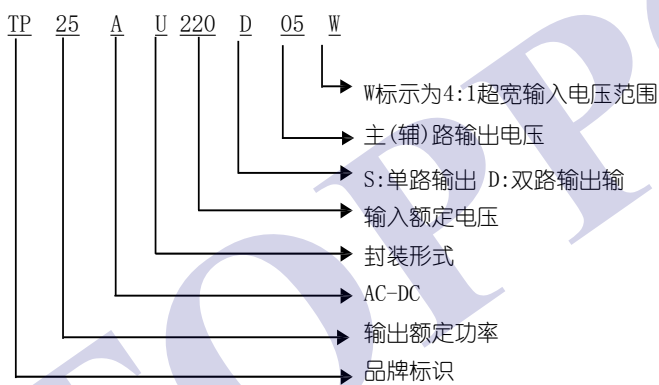 TP 25 A U 220 D 05 W
W标示为4:1超宽输入电压范围
主(辅)路输出电压
S:单路输出 D:双路输出输
输入额定电压
封装形式
AC-DC
输出额定功率
品牌标识